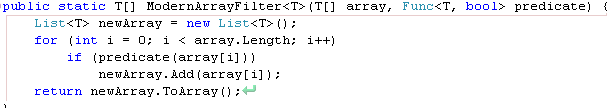 public static T[] ModernArrayFilter<T>(T[] array, Func<T, bool> predicate) {
List<T> newArray = new List<T>();
for (int i = 0; i < array.Length; i++)
if (predicate(array[i]))
newArray.Add(array[i]);
return newArray.ToArray();